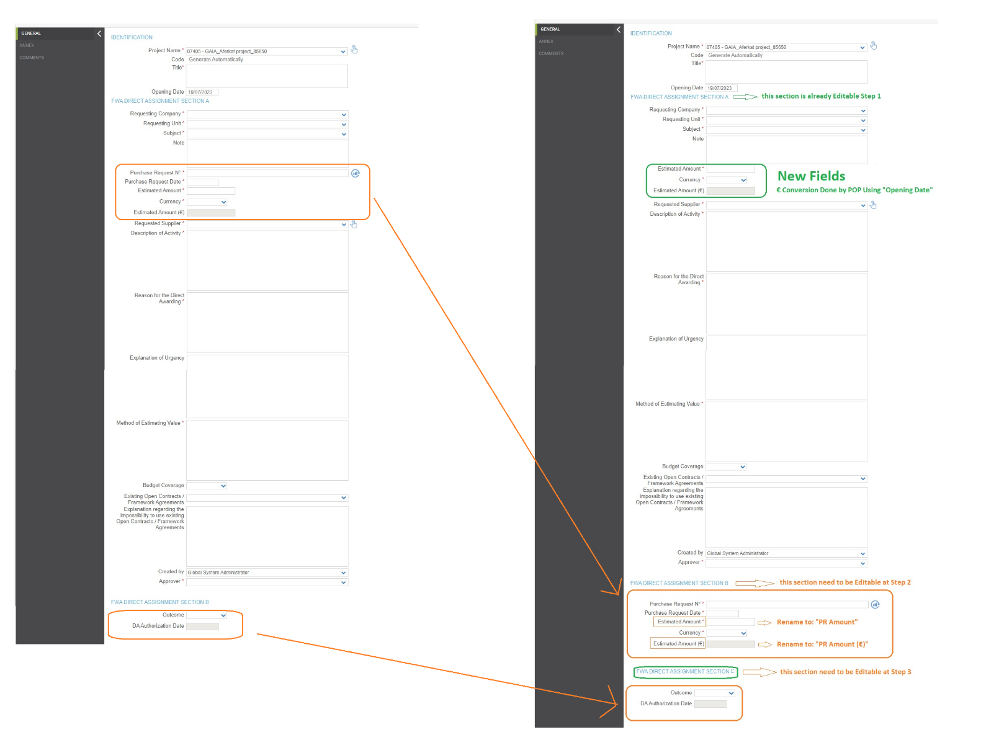 GENERAL
ANNEX
COMMENTS
IDENTIFICATION
Project Name * 07405 - GAIA_Aferkat project_85650
Code Generate Automatically
Title*
Opening Date 19/07/2023
FWA DIRECT ASSIGNMENT SECTION A
Requesting Company *
Requesting Unit *
Subject *
Note
Purchase Request N° *
Purchase Request Date *
Estimated Amount *
Currency *
Estimated Amount (€)
Requested Supplier *
Description of Activity *
Reason for the Direct
Awarding *
Explanation of Urgency
Method of Estimating Value *
Budget Coverage
Existing Open Contracts /
Framework Agreements
Explanation regarding the
impossibility to use existing
Open Contracts / Framework
Agreements
Created by Global System Administrator
Approver *
FWA DIRECT ASSIGNMENT SECTION B
Outcome
DA Authorization Date
GENERAL
ANNEX
COMMENTS
IDENTIFICATION
Project Name * 07405 - GAIA_Aferkat project_85650
Code Generate Automatically
Title*
Opening Date 19/07/2023
FWA DIRECT ASSIGNMENT SECTION A this section is already Editable Step 1
Requesting Company *
Requesting Unit *
Subject *
Note
Estimated Amount *
Currency *
Estimated Amount (€)
New Fields
€ Conversion Done by POP Using "Opening Date"
Requested Supplier *
Description of Activity *
Reason for the Direct
Awarding *
Explanation of Urgency
Method of Estimating Value *
Budget Coverage
Existing Open Contracts /
Framework Agreements
Explanation regarding the
impossibility to use existing
Open Contracts / Framework
Agreements
Created by Global System Administrator
Approver *
FWA DIRECT ASSIGNMENT SECTION B this section need to be Editable at Step 2
Purchase Request N° *
Purchase Request Date *
Estimated Amount * Rename to: "PR Amount"
Currency *
Estimated Amount (€) Rename to: "PR Amount (€)"
FWA DIRECT ASSIGNMENT SECTION C this section need to be Editable at Step 3
Outcome
DA Authorization Date